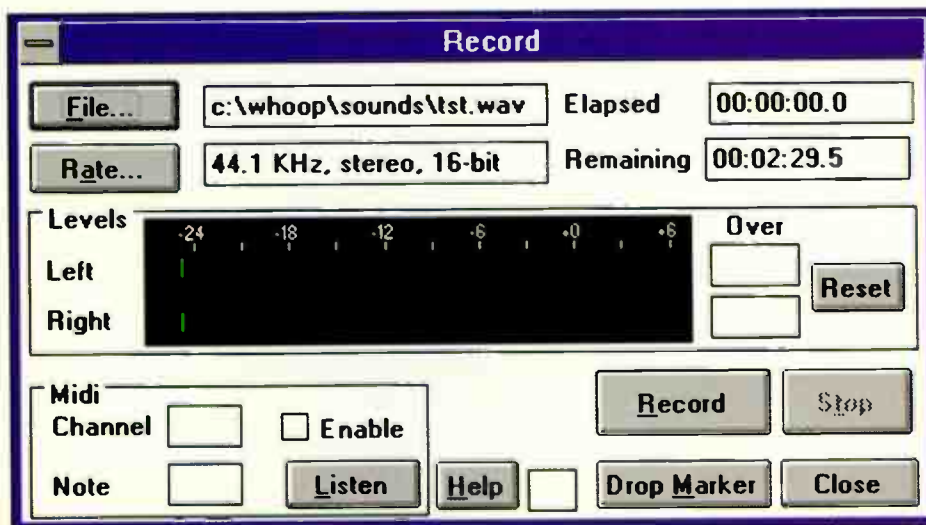 Record
File... c:\whoop\sounds\tst.wav Elapsed 00:00:00.0
Rate... 44.1 KHz, stereo, 16-bit Remaining 00:02:29.5
Levels
-24 -18 -12 -6 +0 +6 Over
Left
Reset
Right
Midi
Channel Enable Record Stop
Note Listen Help Drop Marker Close